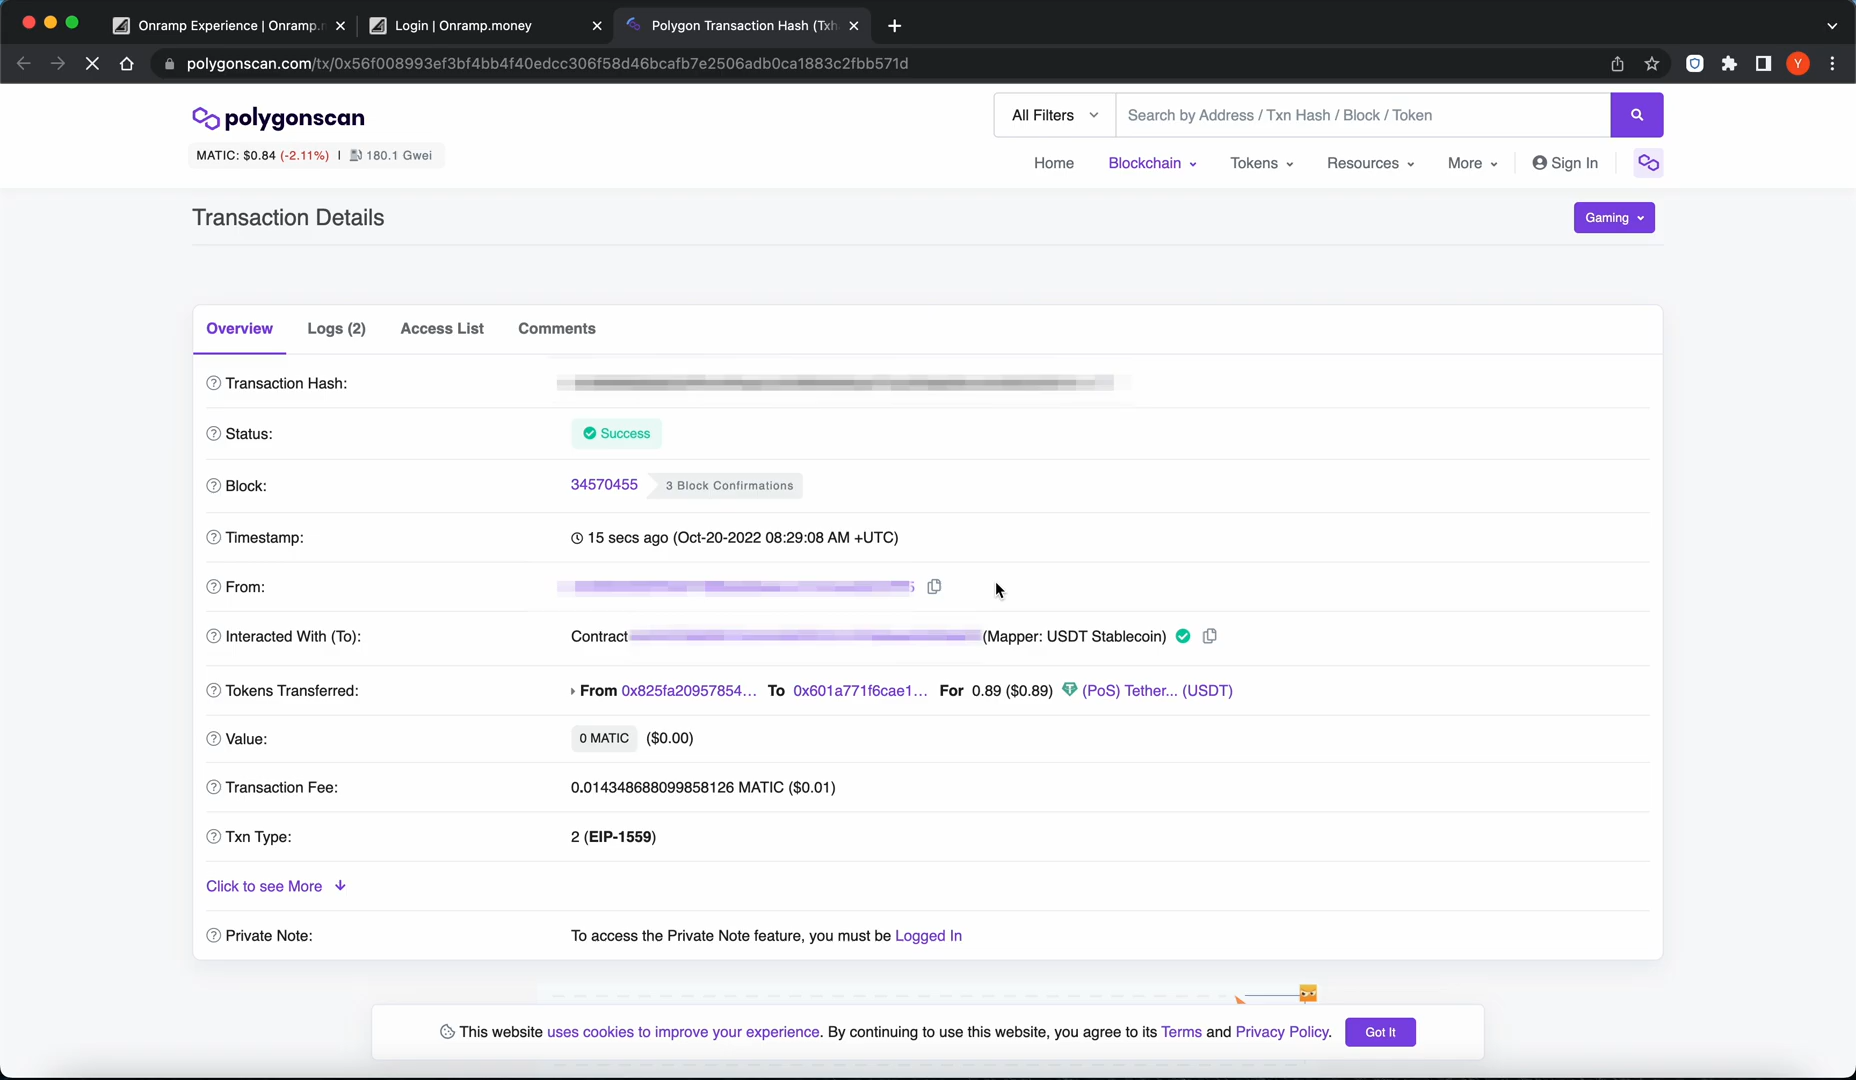 Onramp Experience | Onramp.n
Login | Onramp.money
Polygon Transaction Hash (Txh
polygonscan.com/tx/0x56f008993ef3bf4bb4f40edcc306f58d46bcafb7e2506adb0ca1883c2fbb571d
Y
polygonscan
All Filters
Search by Address / Txn Hash / Block / Token
MATIC: $0.84 (-2.11%) | 180.1 Gwei
Home
Blockchain
Tokens
Resources
More
Sign In
Transaction Details
Gaming
Overview
Logs (2)
Access List
Comments
Transaction Hash:
Status:
Success
Block:
34570455
3 Block Confirmations
Timestamp:
15 secs ago (Oct-20-2022 08:29:08 AM +UTC)
From:
Interacted With (To):
Contract (Mapper: USDT Stablecoin)
Tokens Transferred:
From 0x825fa20957854... To 0x601a771f6cae1... For 0.89 ($0.89) (PoS) Tether... (USDT)
Value:
0 MATIC ($0.00)
Transaction Fee:
0.014348688099858126 MATIC ($0.01)
Txn Type:
2 (EIP-1559)
Click to see More
Private Note:
To access the Private Note feature, you must be Logged In
This website uses cookies to improve your experience. By continuing to use this website, you agree to its Terms and Privacy Policy.
Got It